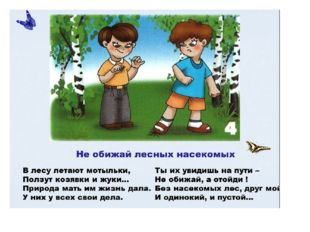 4
Не обижай лесных насекомых
В лесу летают мотыльки,
Ползут козявки и жуки...
Природа мать им жизнь дала.
У них у всех свои дела.
Ты их увидишь на пути –
Не обижай, а отойди !
Без насекомых лес, друг мой
И одинокий, и пустой...